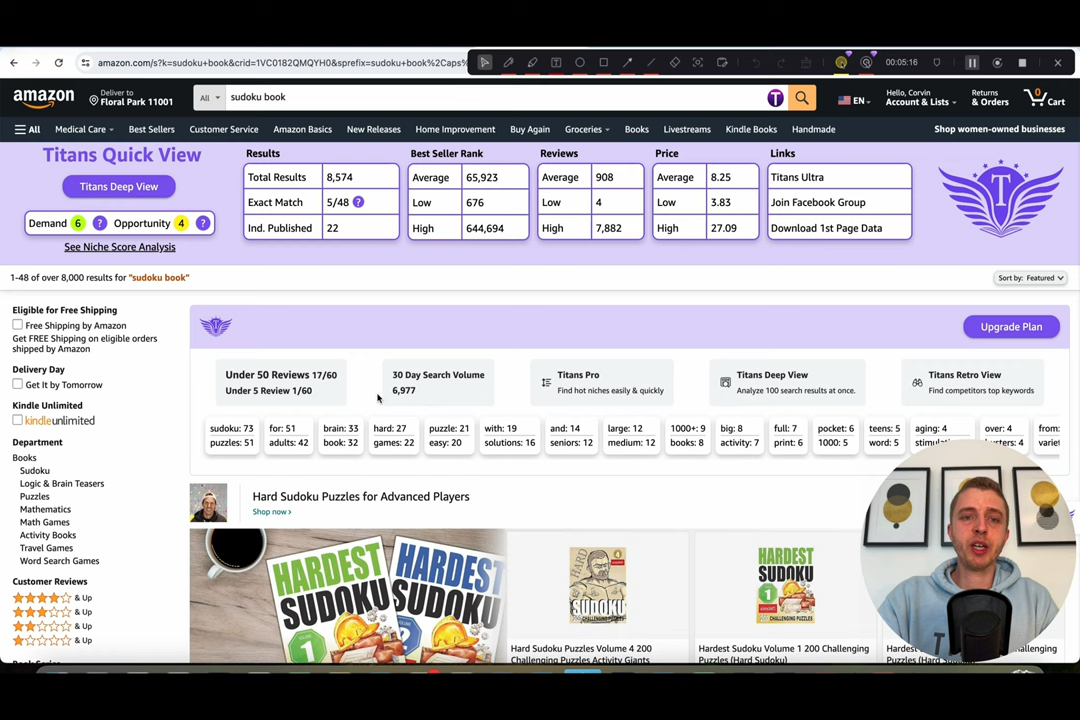 amazon.com/s?k=sudoku+book&crid=1VC0182QMQYH0&sprefix=sudoku+book%2Caps%
00:05:16
amazon
Deliver to
Floral Park 11001
All
sudoku book
T
EN
Hello, Corvin
Account & Lists
Returns
& Orders
0
Cart
All
Medical Care
Best Sellers
Customer Service
Amazon Basics
New Releases
Home Improvement
Buy Again
Groceries
Books
Livestreams
Kindle Books
Handmade
Shop women-owned businesses
Titans Quick View
Titans Deep View
Demand 6 ? Opportunity 4 ?
See Niche Score Analysis
Results
Total Results 8,574
Exact Match 5/48 ?
Ind. Published 22
Best Seller Rank
Average 65,923
Low 676
High 644,694
Reviews
Average 908
Low 4
High 7,882
Price
Average 8.25
Low 3.83
High 27.09
Links
Titans Ultra
Join Facebook Group
Download 1st Page Data
T
1-48 of over 8,000 results for "sudoku book"
Sort by: Featured
Eligible for Free Shipping
Free Shipping by Amazon
Get FREE Shipping on eligible orders
shipped by Amazon
Delivery Day
Get It by Tomorrow
Kindle Unlimited
kindleunlimited
Department
Books
Sudoku
Logic & Brain Teasers
Puzzles
Mathematics
Math Games
Activity Books
Travel Games
Word Search Games
Customer Reviews
& Up
& Up
& Up
& Up
Upgrade Plan
Under 50 Reviews 17/60
Under 5 Review 1/60
30 Day Search Volume
6,977
Titans Pro
Find hot niches easily & quickly
Titans Deep View
Analyze 100 search results at once.
Titans Retro View
Find competitors top keywords
sudoku: 73
puzzles: 51
for: 51
adults: 42
brain: 33
book: 32
hard: 27
games: 22
puzzle: 21
easy: 20
with: 19
solutions: 16
and: 14
seniors: 12
large: 12
medium: 12
1000+: 9
books: 8
big: 8
activity: 7
full: 7
print: 6
pocket: 6
1000: 5
teens: 5
word: 5
aging: 4
over: 4
from:
Hard Sudoku Puzzles for Advanced Players
Shop now ›
HARDEST
SUDOKU
1
HARDEST
SUDOKU
HARD
SUDOKU
CHALLENGING PUZZLES
HARDEST
SUDOKU
1
Hard Sudoku Puzzles Volume 4 200
Challenging Puzzles Activity Giants
Hardest Sudoku Volume 1 200 Challenging
Puzzles (Hard Sudoku)